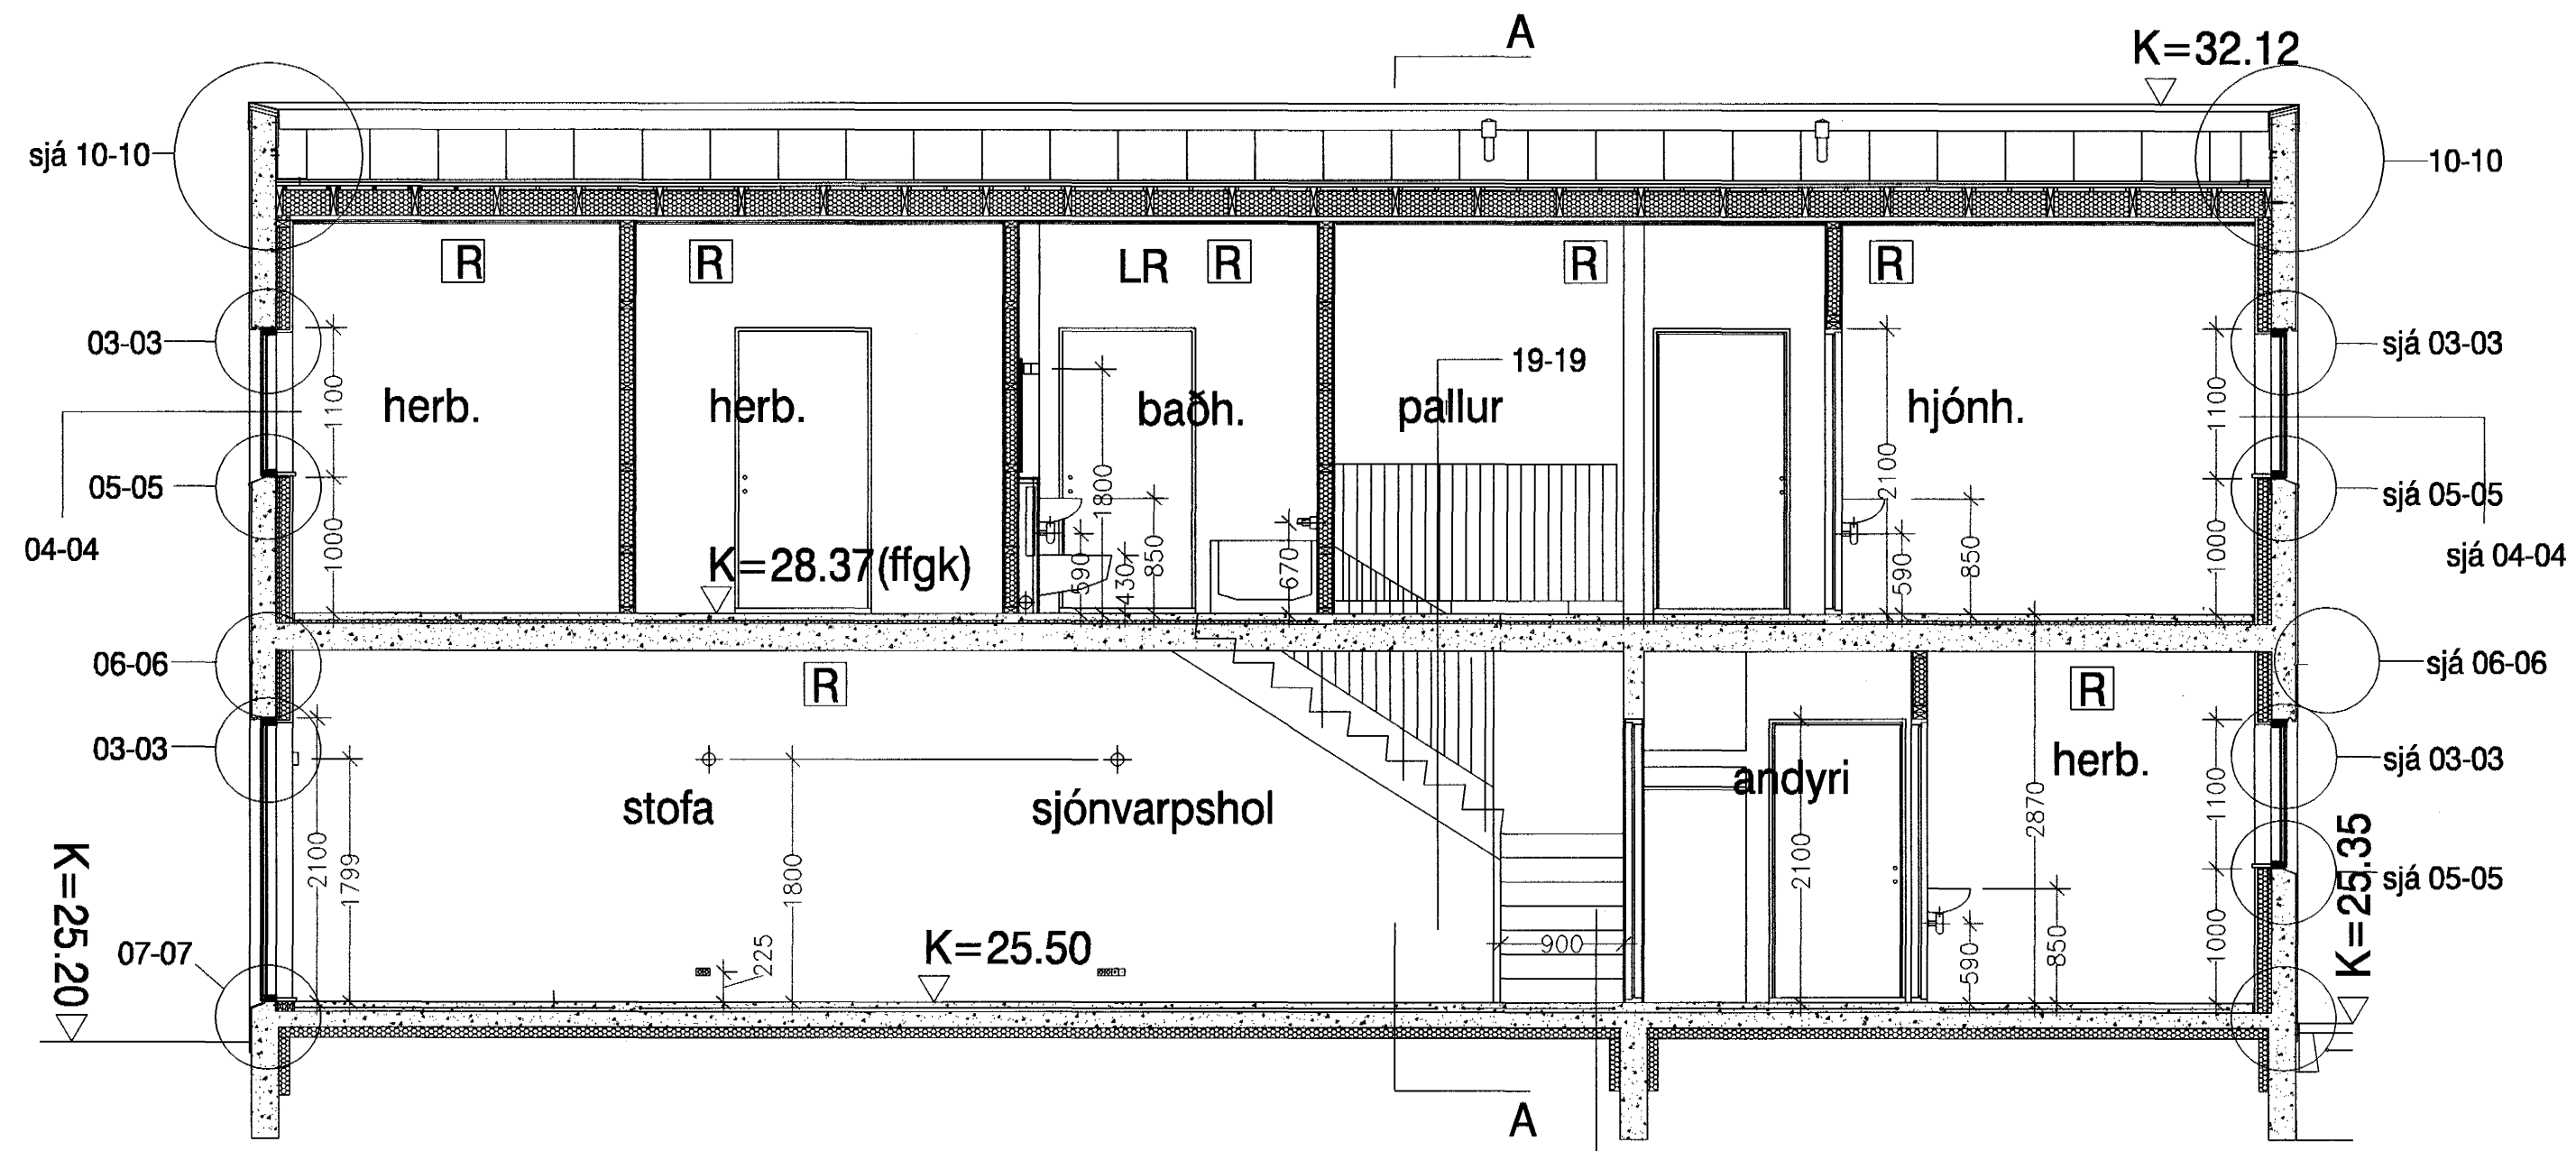 A
K=32.12
sjá 10-10
10-10
R
R
LR
R
R
R
03-03
sjá 03-03
19-19
herb.
herb.
baðh.
pallur
hjónh.
1100
1800
2100
1100
05-05
sjá 05-05
04-04
1000
K=28.37(ffgk)
590
430
850
670
590
850
1000
sjá 04-04
06-06
sjá 06-06
R
R
03-03
sjá 03-03
stofa
sjónvarpshol
andyri
herb.
2100
1799
1800
2100
2870
1100
sjá 05-05
K=25.20
K=25.35
07-07
225
K=25.50
900
590
850
1000
A